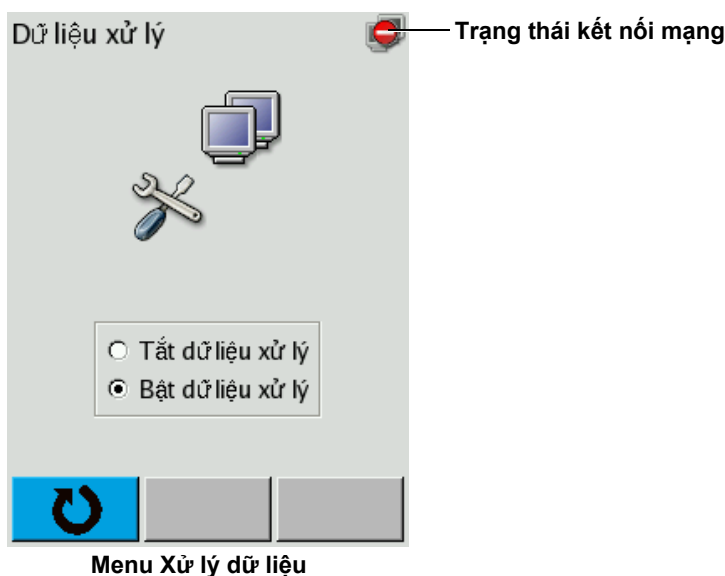 Dữ liệu xử lý
Trạng thái kết nối mạng
Tắt dữ liệu xử lý
Bật dữ liệu xử lý
Menu Xử lý dữ liệu